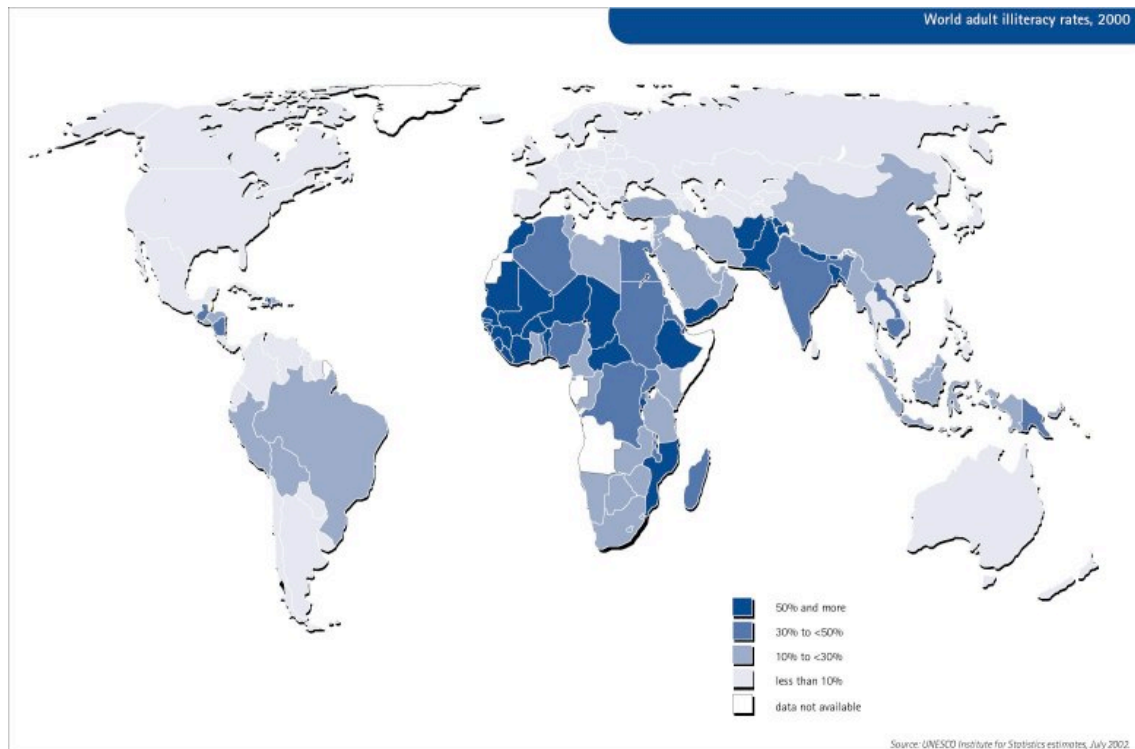 World adult illiteracy rates, 2000
50% and more
30% to <50%
10% to <30%
less than 10%
data not available
Source: UNESCO Institute for Statistics estimates, July 2002.